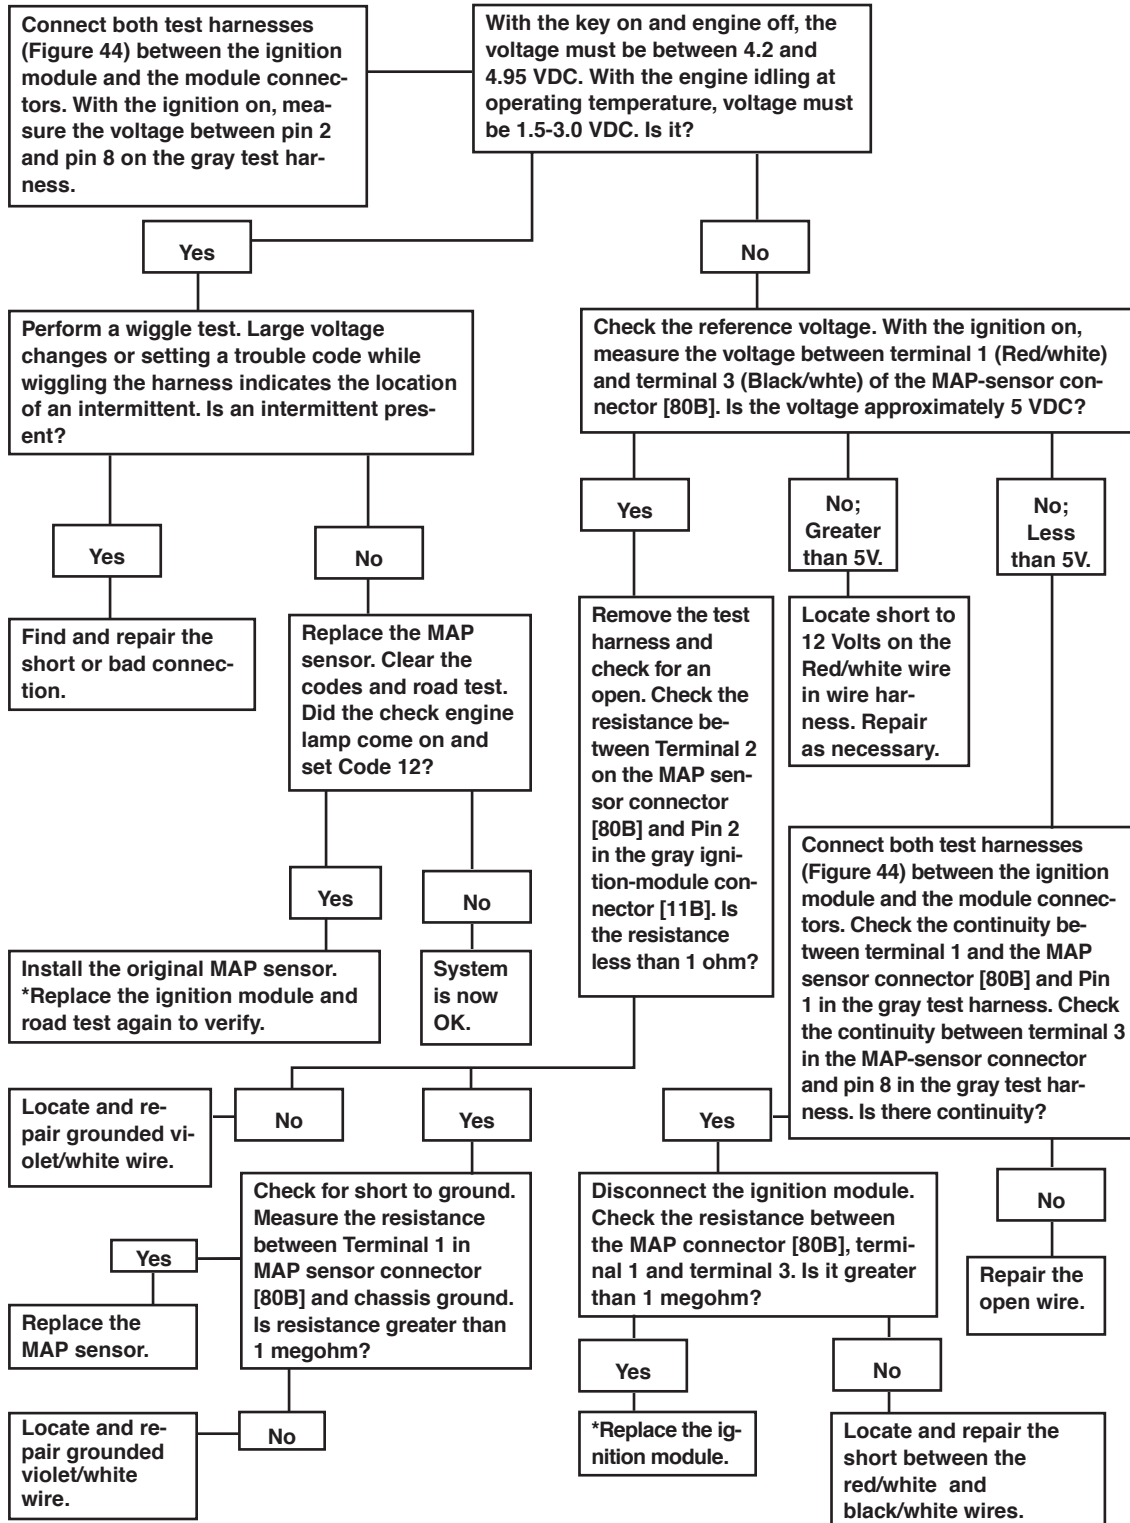 Connect both test harnesses
(Figure 44) between the ignition
module and the module connec-
tors. With the ignition on, mea-
sure the voltage between pin 2
and pin 8 on the gray test har-
ness.
With the key on and engine off, the
voltage must be between 4.2 and
4.95 VDC. With the engine idling at
operating temperature, voltage must
be 1.5-3.0 VDC. Is it?
Yes
No
Perform a wiggle test. Large voltage
changes or setting a trouble code while
wiggling the harness indicates the location
of an intermittent. Is an intermittent pres-
ent?
Check the reference voltage. With the ignition on,
measure the voltage between terminal 1 (Red/white)
and terminal 3 (Black/whte) of the MAP-sensor con-
nector [80B]. Is the voltage approximately 5 VDC?
Yes
No
Yes
No;
Greater
than 5V.
No;
Less
than 5V.
Find and repair the
short or bad connec-
tion.
Replace the MAP
sensor. Clear the
codes and road test.
Did the check engine
lamp come on and
set Code 12?
Remove the test
harness and
check for an
open. Check the
resistance be-
tween Terminal 2
on the MAP sen-
sor connector
[80B] and Pin 2
in the gray igni-
tion-module con-
nector [11B]. Is
the resistance
less than 1 ohm?
Locate short to
12 Volts on the
Red/white wire
in wire har-
ness. Repair
as necessary.
Yes
No
Install the original MAP sensor.
*Replace the ignition module and
road test again to verify.
System
is now
OK.
Connect both test harnesses
(Figure 44) between the ignition
module and the module connec-
tors. Check the continuity be-
tween terminal 1 and the MAP
sensor connector [80B] and Pin
1 in the gray test harness. Check
the continuity between terminal 3
in the MAP-sensor connector
and pin 8 in the gray test har-
ness. Is there continuity?
Locate and re-
pair grounded vi-
olet/white wire.
No
Yes
Yes
No
Check for short to ground.
Measure the resistance
between Terminal 1 in
MAP sensor connector
[80B] and chassis ground.
Is resistance greater than
1 megohm?
Disconnect the ignition module.
Check the resistance between
the MAP connector [80B], termi-
nal 1 and terminal 3. Is it greater
than 1 megohm?
Repair the
open wire.
Yes
Replace the
MAP sensor.
Yes
No
Locate and re-
pair grounded
violet/white
wire.
No
*Replace the ig-
nition module.
Locate and repair the
short between the
red/white and
black/white wires.